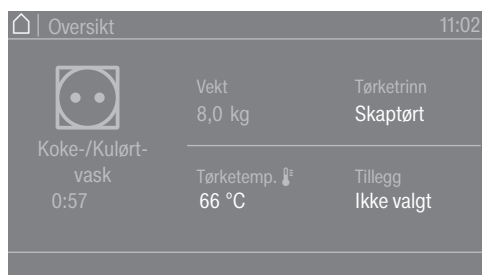 Oversikt 11:02
Vekt
8,0 kg
Tørketrinn
Skaptørt
Koke-/Kulørt-
vask
0:57
Tørketemp.
66 °C
Tillegg
Ikke valgt